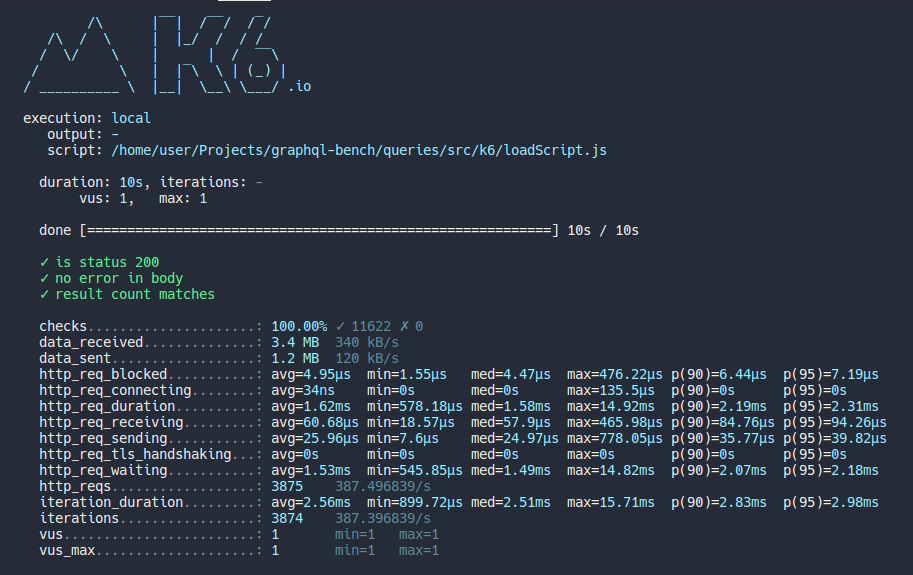 __    __  _
        /\      |  |  /  /  / /
   /\  /  \     |  |_/  /  / /_
  /  \/    \    |   _  |  /  __\
 /          \   |  | \  \ | (_) |
/ __________ \  |__|  \__\ \___/ .io
execution: local
output: -
script: /home/user/Projects/graphql-bench/queries/src/k6/loadScript.js
duration: 10s, iterations: -
vus: 1, max: 1
done [==========================================================] 10s / 10s
✓ is status 200
✓ no error in body
✓ result count matches
checks.....................: 100.00% ✓ 11622 ✗ 0
data_received..............: 3.4 MB 340 kB/s
data_sent..................: 1.2 MB 120 kB/s
http_req_blocked...........: avg=4.95µs min=1.55µs med=4.47µs max=476.22µs p(90)=6.44µs p(95)=7.19µs
http_req_connecting........: avg=34ns min=0s med=0s max=135.5µs p(90)=0s p(95)=0s
http_req_duration..........: avg=1.62ms min=578.18µs med=1.58ms max=14.92ms p(90)=2.19ms p(95)=2.31ms
http_req_receiving.........: avg=60.68µs min=18.57µs med=57.9µs max=465.98µs p(90)=84.76µs p(95)=94.26µs
http_req_sending...........: avg=25.96µs min=7.6µs med=24.97µs max=778.05µs p(90)=35.77µs p(95)=39.82µs
http_req_tls_handshaking...: avg=0s min=0s med=0s max=0s p(90)=0s p(95)=0s
http_req_waiting...........: avg=1.53ms min=545.85µs med=1.49ms max=14.82ms p(90)=2.07ms p(95)=2.18ms
http_reqs..................: 3875 387.496839/s
iteration_duration.........: avg=2.56ms min=899.72µs med=2.51ms max=15.71ms p(90)=2.83ms p(95)=2.98ms
iterations.................: 3874 387.396839/s
vus........................: 1 min=1 max=1
vus_max....................: 1 min=1 max=1